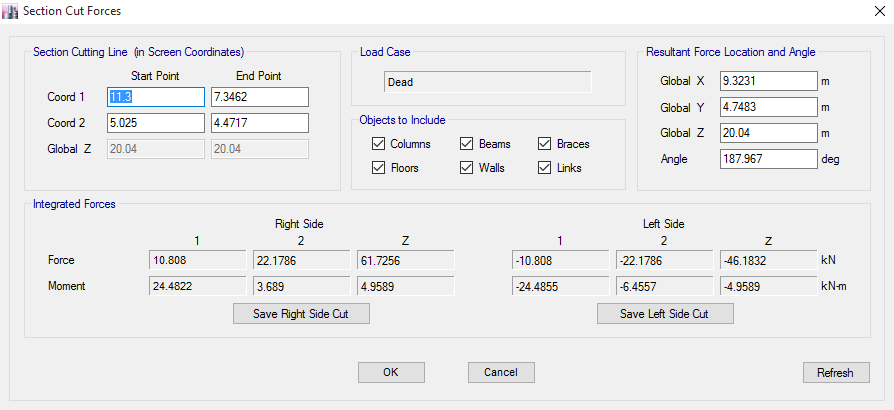 Section Cut Forces
Section Cutting Line (in Screen Coordinates)
Start Point End Point
Coord 1 11.3 7.3462
Coord 2 5.025 4.4717
Global Z 20.04 20.04
Load Case
Dead
Objects to Include
Columns Beams Braces
Floors Walls Links
Resultant Force Location and Angle
Global X 9.3231 m
Global Y 4.7483 m
Global Z 20.04 m
Angle 187.967 deg
Integrated Forces
Right Side Left Side
1 2 Z 1 2 Z
Force 10.808 22.1786 61.7256 -10.808 -22.1786 -46.1832 kN
Moment 24.4822 3.689 4.9589 -24.4855 -6.4557 -4.9589 kN-m
Save Right Side Cut Save Left Side Cut
OK Cancel Refresh